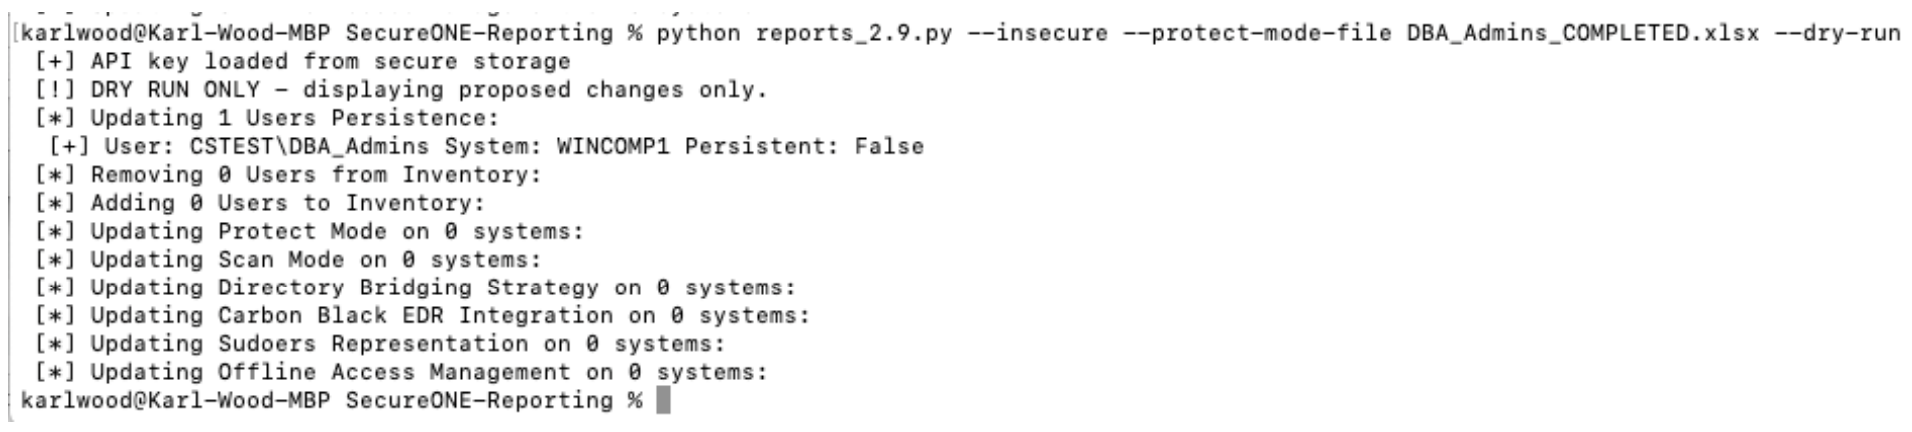 [karlwood@Karl-Wood-MBP SecureONE-Reporting % python reports_2.9.py --insecure --protect-mode-file DBA_Admins_COMPLETED.xlsx --dry-run
[+] API key loaded from secure storage
[!] DRY RUN ONLY – displaying proposed changes only.
[*] Updating 1 Users Persistence:
[+] User: CSTEST\DBA_Admins System: WINCOMP1 Persistent: False
[*] Removing 0 Users from Inventory:
[*] Adding 0 Users to Inventory:
[*] Updating Protect Mode on 0 systems:
[*] Updating Scan Mode on 0 systems:
[*] Updating Directory Bridging Strategy on 0 systems:
[*] Updating Carbon Black EDR Integration on 0 systems:
[*] Updating Sudoers Representation on 0 systems:
[*] Updating Offline Access Management on 0 systems:
karlwood@Karl-Wood-MBP SecureONE-Reporting %